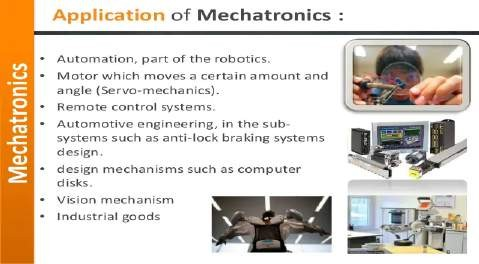 Application of Mechatronics :
Mechatronics
• Automation, part of the robotics.
• Motor which moves a certain amount and
angle (Servo-mechanics).
• Remote control systems.
• Automotive engineering, in the sub-
systems such as anti-lock braking systems
design.
• design mechanisms such as computer
disks.
• Vision mechanism
• Industrial goods